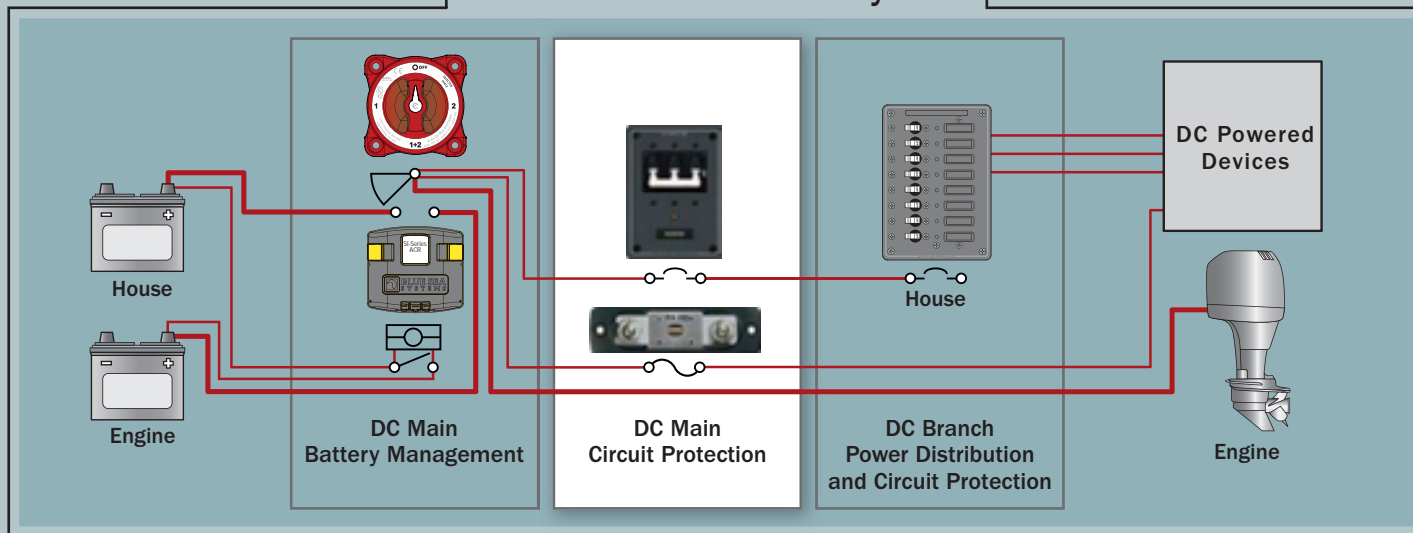 OFF
1
2
1+2
SI-Series
ACR
BLUE SEA
SYSTEMS
House
Engine
DC Main
Battery Management
DC Main
Circuit Protection
House
DC Branch
Power Distribution
and Circuit Protection
DC Powered
Devices
Engine